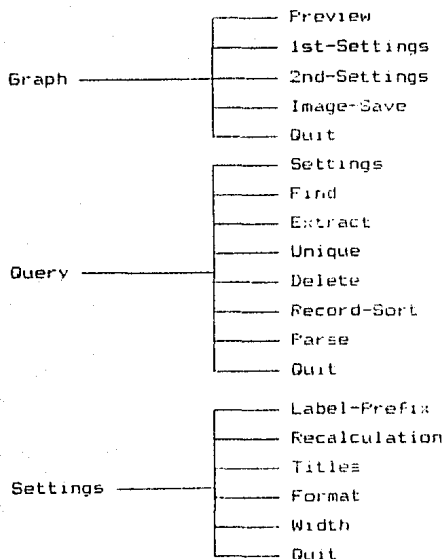 Preview
1st-Settings
Graph 2nd-Settings
Image-Save
Quit
Settings
Find
Extract
Unique
Query Delete
Record-Sort
Parse
Quit
Label-Prefix
Recalculation
Titles
Settings Format
Width
Quit